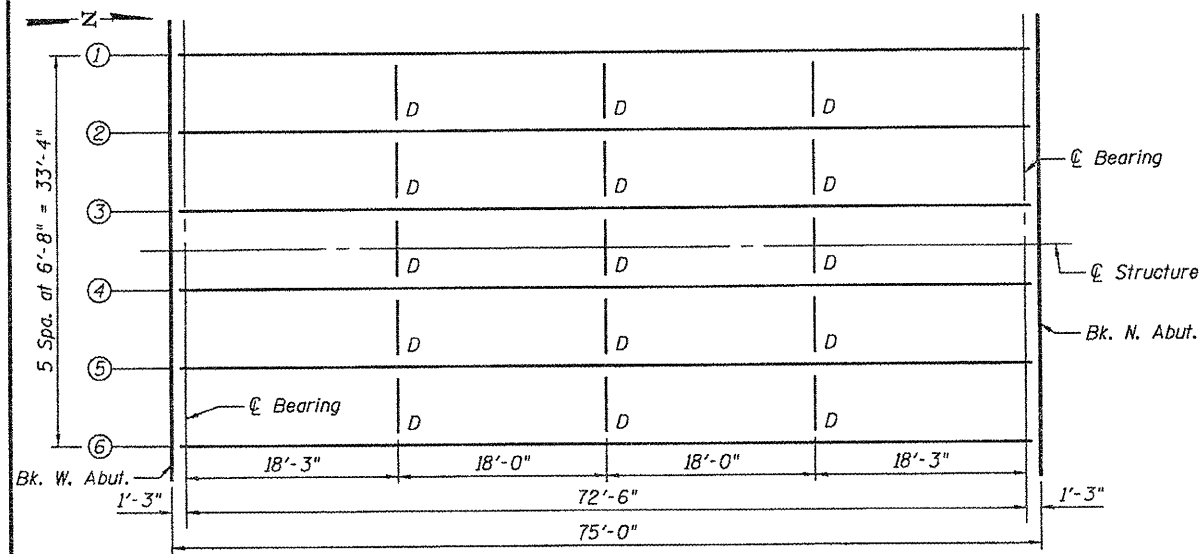 Z
1
D D D
2
℄ Bearing
D D D
3
5 Spa. at 6'-8" = 33'-4"
D D D
℄ Structure
4
Bk. N. Abut.
D D D
5
℄ Bearing
D D D
6
18'-3" 18'-0" 18'-0" 18'-3"
Bk. W. Abut.
1'-3" 72'-6" 1'-3"
75'-0"